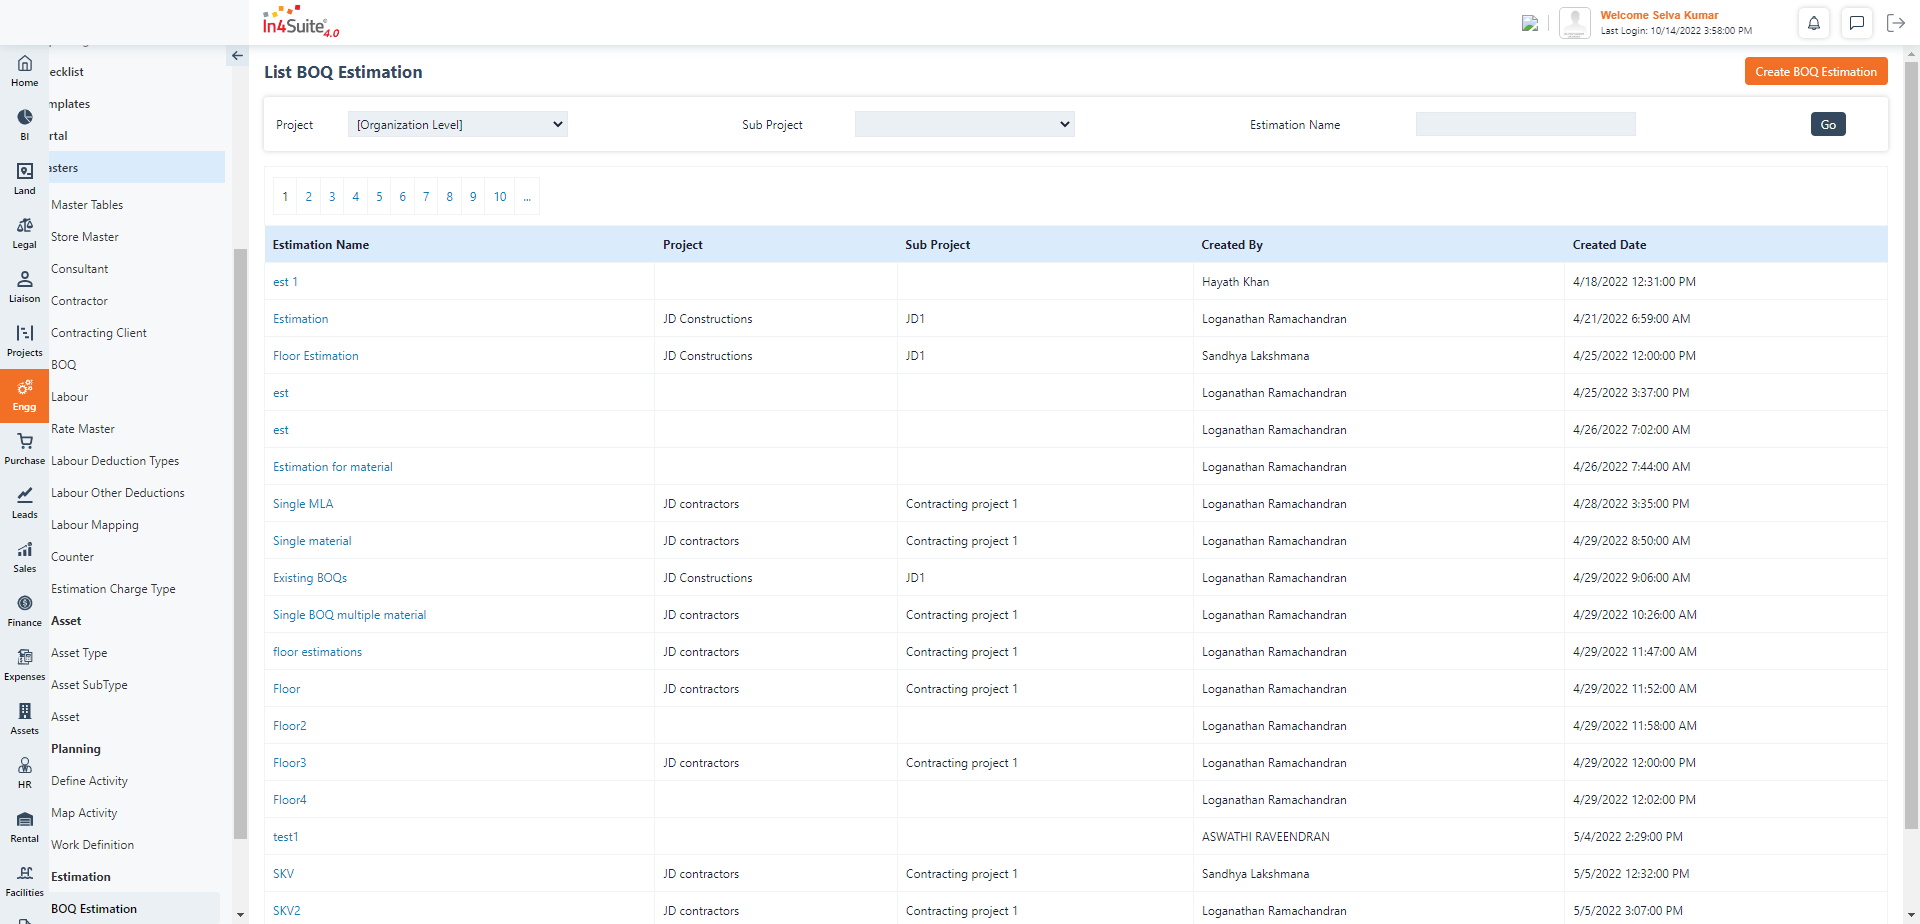 In4Suite® 4.0
Welcome Selva Kumar
Last Login: 10/14/2022 3:58:00 PM
Home
BI
Land
Legal
Liaison
Projects
Engg
Purchase
Leads
Sales
Finance
Expenses
Assets
HR
Rental
Facilities
ecklist
mplates
rtal
asters
Master Tables
Store Master
Consultant
Contractor
Contracting Client
BOQ
Labour
Rate Master
Labour Deduction Types
Labour Other Deductions
Labour Mapping
Counter
Estimation Charge Type
Asset
Asset Type
Asset SubType
Asset
Planning
Define Activity
Map Activity
Work Definition
Estimation
BOQ Estimation
List BOQ Estimation
Create BOQ Estimation
Project [Organization Level] Sub Project Estimation Name Go
1 2 3 4 5 6 7 8 9 10 ...
Estimation Name Project Sub Project Created By Created Date
est 1 Hayath Khan 4/18/2022 12:31:00 PM
Estimation JD Constructions JD1 Loganathan Ramachandran 4/21/2022 6:59:00 AM
Floor Estimation JD Constructions JD1 Sandhya Lakshmana 4/25/2022 12:00:00 PM
est Loganathan Ramachandran 4/25/2022 3:37:00 PM
est Loganathan Ramachandran 4/26/2022 7:02:00 AM
Estimation for material Loganathan Ramachandran 4/26/2022 7:44:00 AM
Single MLA JD contractors Contracting project 1 Loganathan Ramachandran 4/28/2022 3:35:00 PM
Single material JD contractors Contracting project 1 Loganathan Ramachandran 4/29/2022 8:50:00 AM
Existing BOQs JD Constructions JD1 Loganathan Ramachandran 4/29/2022 9:06:00 AM
Single BOQ multiple material JD contractors Contracting project 1 Loganathan Ramachandran 4/29/2022 10:26:00 AM
floor estimations JD contractors Contracting project 1 Loganathan Ramachandran 4/29/2022 11:47:00 AM
Floor JD contractors Contracting project 1 Loganathan Ramachandran 4/29/2022 11:52:00 AM
Floor2 Loganathan Ramachandran 4/29/2022 11:58:00 AM
Floor3 JD contractors Contracting project 1 Loganathan Ramachandran 4/29/2022 12:00:00 PM
Floor4 Loganathan Ramachandran 4/29/2022 12:02:00 PM
test1 ASWATHI RAVEENDRAN 5/4/2022 2:29:00 PM
SKV JD contractors Contracting project 1 Sandhya Lakshmana 5/5/2022 12:32:00 PM
SKV2 JD contractors Contracting project 1 Loganathan Ramachandran 5/5/2022 3:07:00 PM